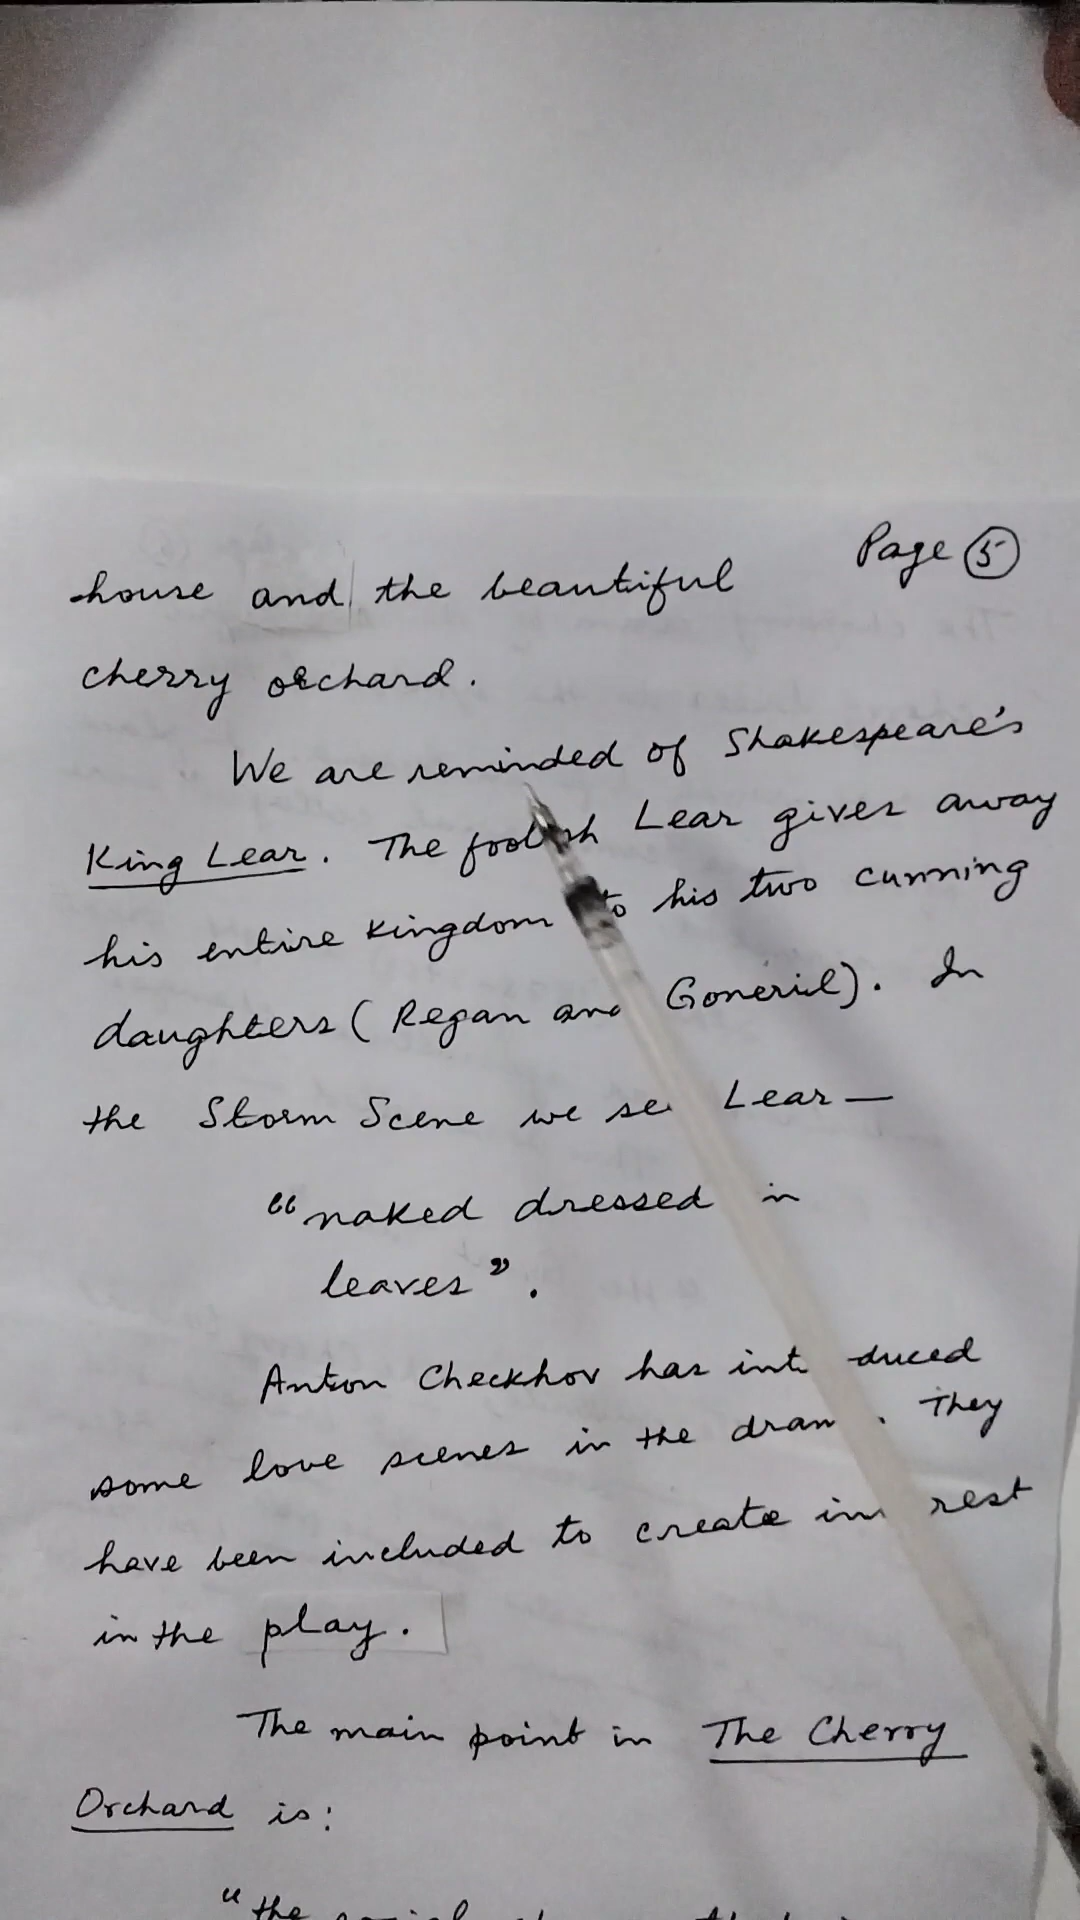 Page 5
house and the beautiful
cherry orchard.
We are reminded of Shakespeare's
King Lear. The foolish Lear gives away
his entire kingdom to his two cunning
daughters (Regan and Goneril). In
the Storm Scene we see Lear—
"naked dressed in
leaves".
Anton Checkhov has introduced
some love scenes in the drama. They
have been included to create interest
in the play.
The main point in The Cherry
Orchard is:
"the